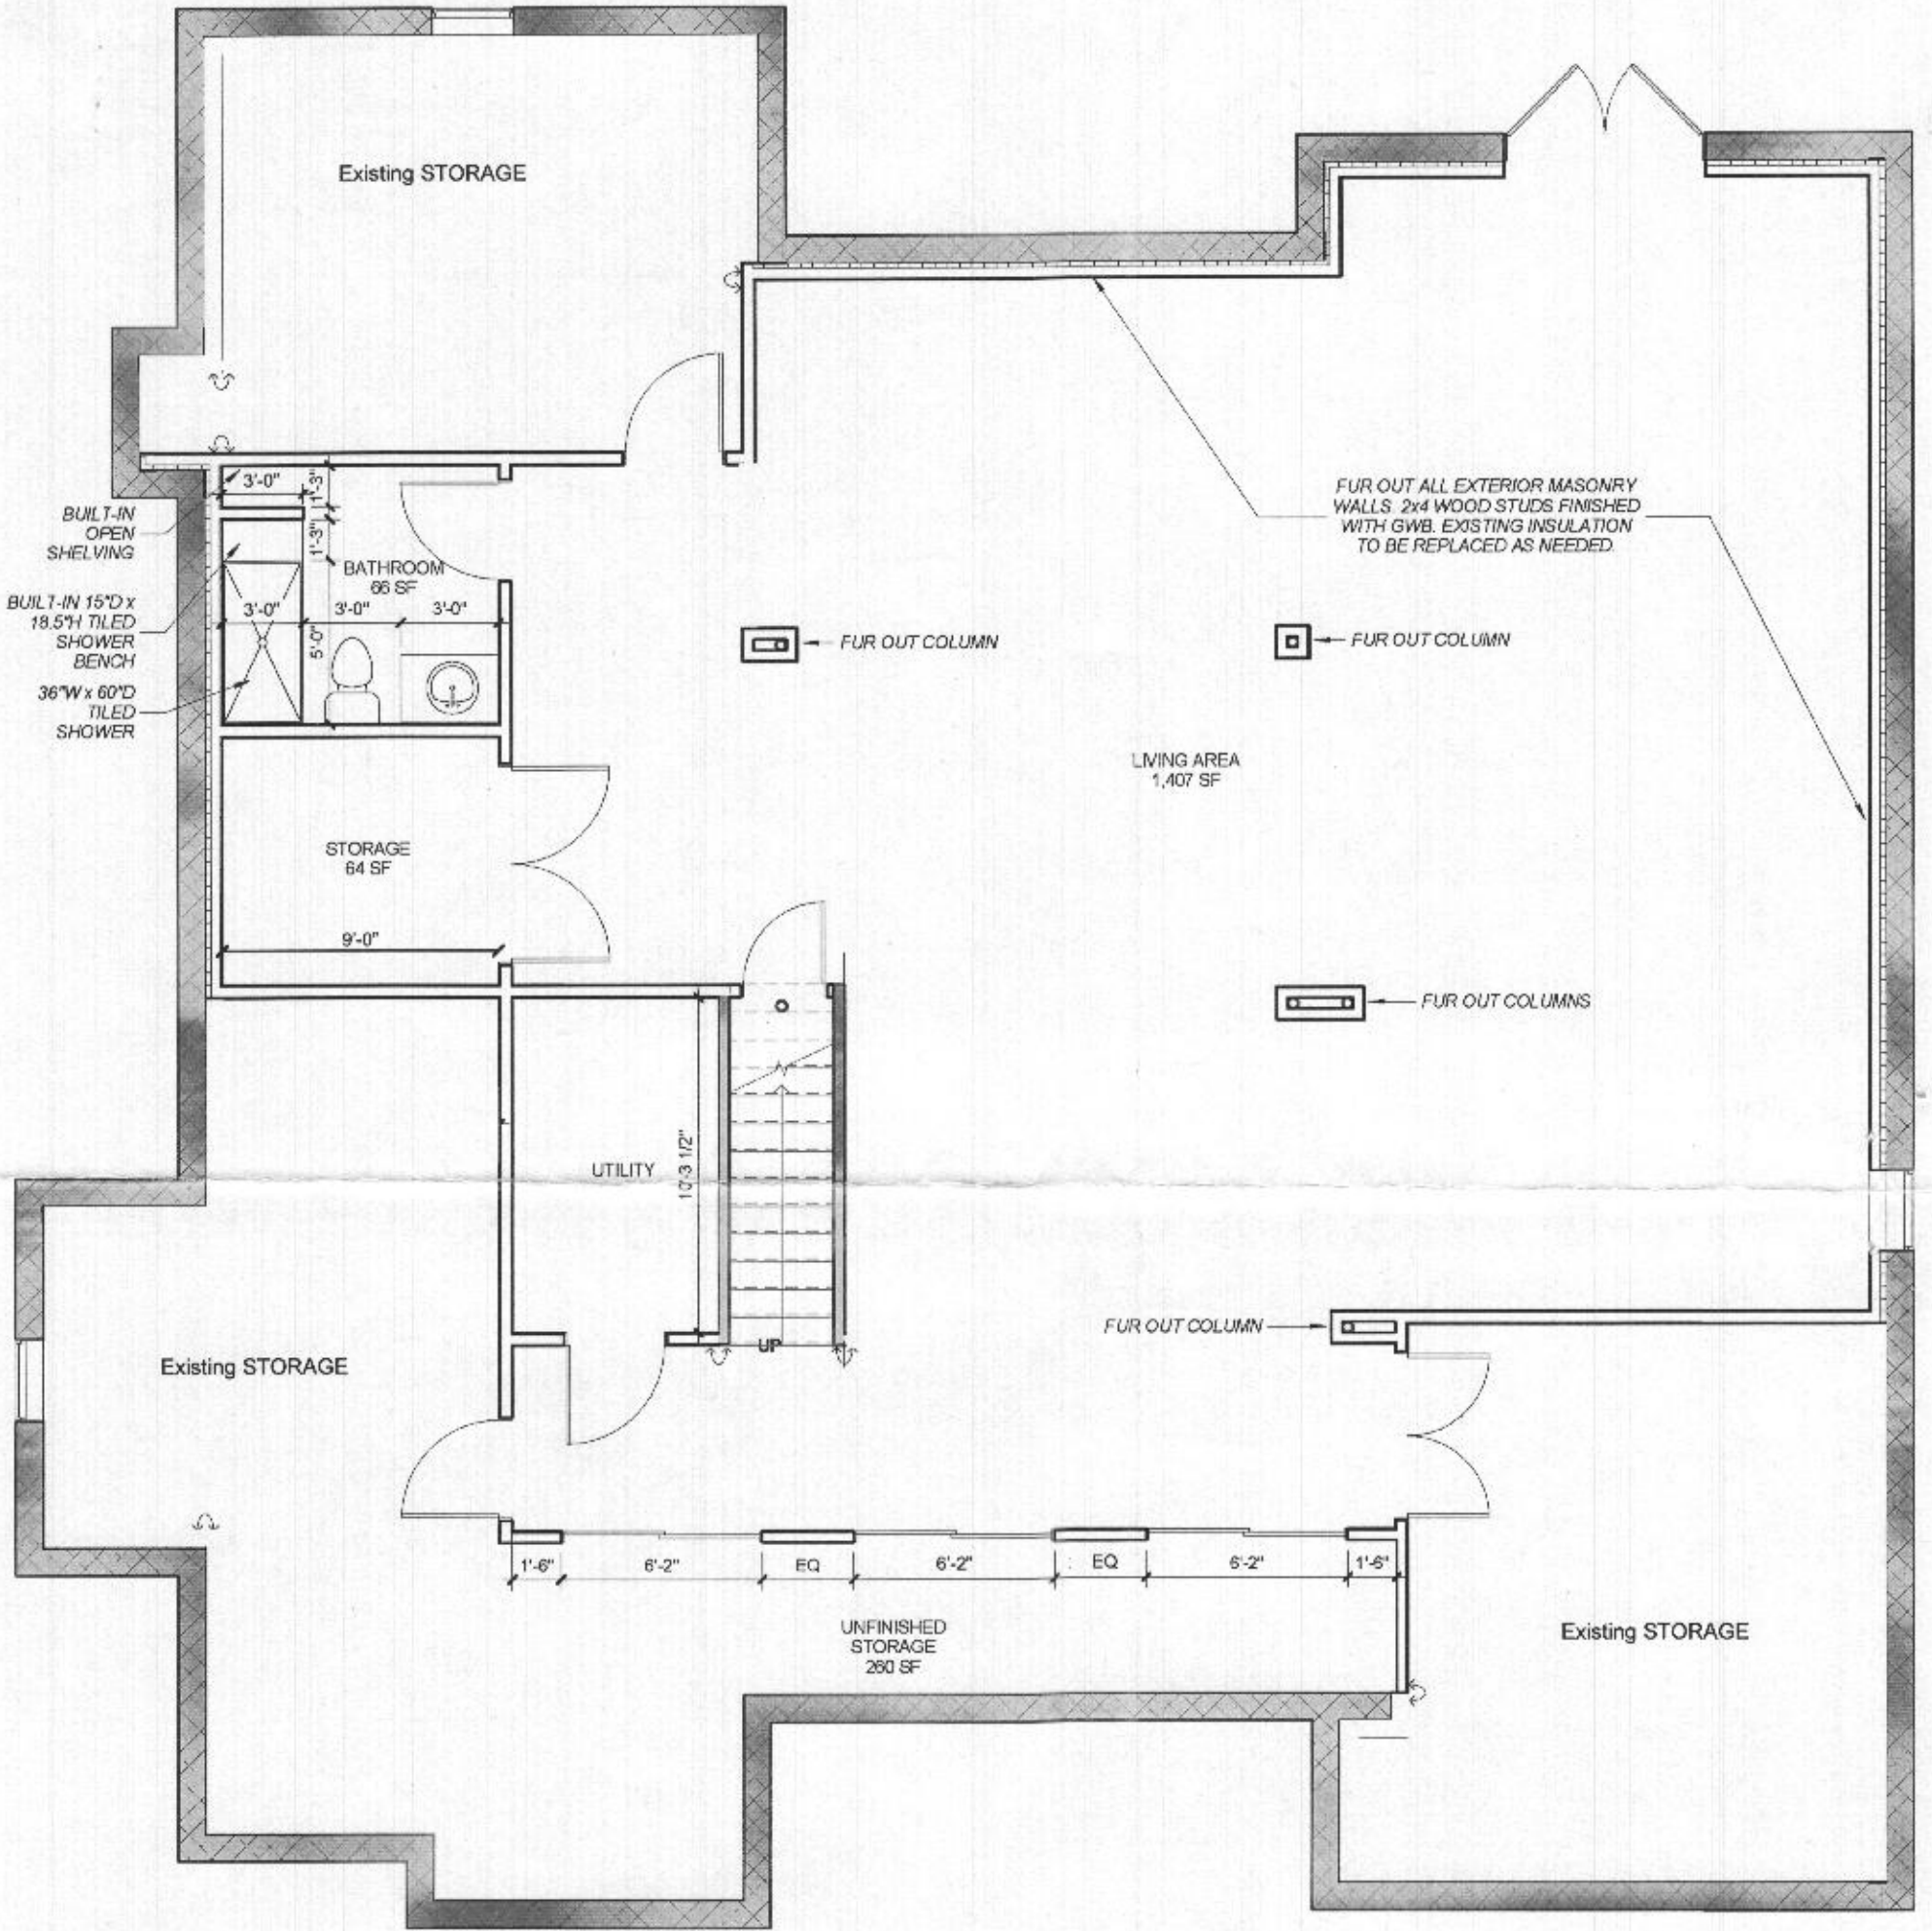 Existing STORAGE
BUILT-IN
OPEN
SHELVING
3'-0"
1'-3"
1'-3"
BUILT-IN 15"D x
18.5"H TILED
SHOWER
BENCH
36"W x 60"D
TILED
SHOWER
BATHROOM
66 SF
3'-0"
3'-0"
3'-0"
5'-0"
FUR OUT ALL EXTERIOR MASONRY
WALLS. 2x4 WOOD STUDS FINISHED
WITH GWB. EXISTING INSULATION
TO BE REPLACED AS NEEDED.
FUR OUT COLUMN
FUR OUT COLUMN
LIVING AREA
1,407 SF
STORAGE
64 SF
9'-0"
FUR OUT COLUMNS
UTILITY
10'-3 1/2"
UP
FUR OUT COLUMN
Existing STORAGE
1'-6"
6'-2"
EQ
6'-2"
EQ
6'-2"
1'-6"
UNFINISHED
STORAGE
260 SF
Existing STORAGE